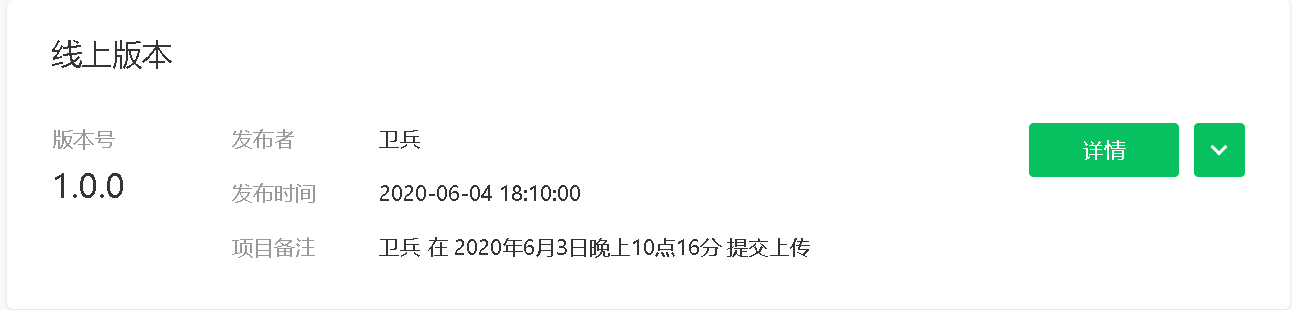 线上版本
版本号
1.0.0
发布者 卫兵
发布时间 2020-06-04 18:10:00
项目备注 卫兵 在 2020年6月3日晚上10点16分 提交上传
详情